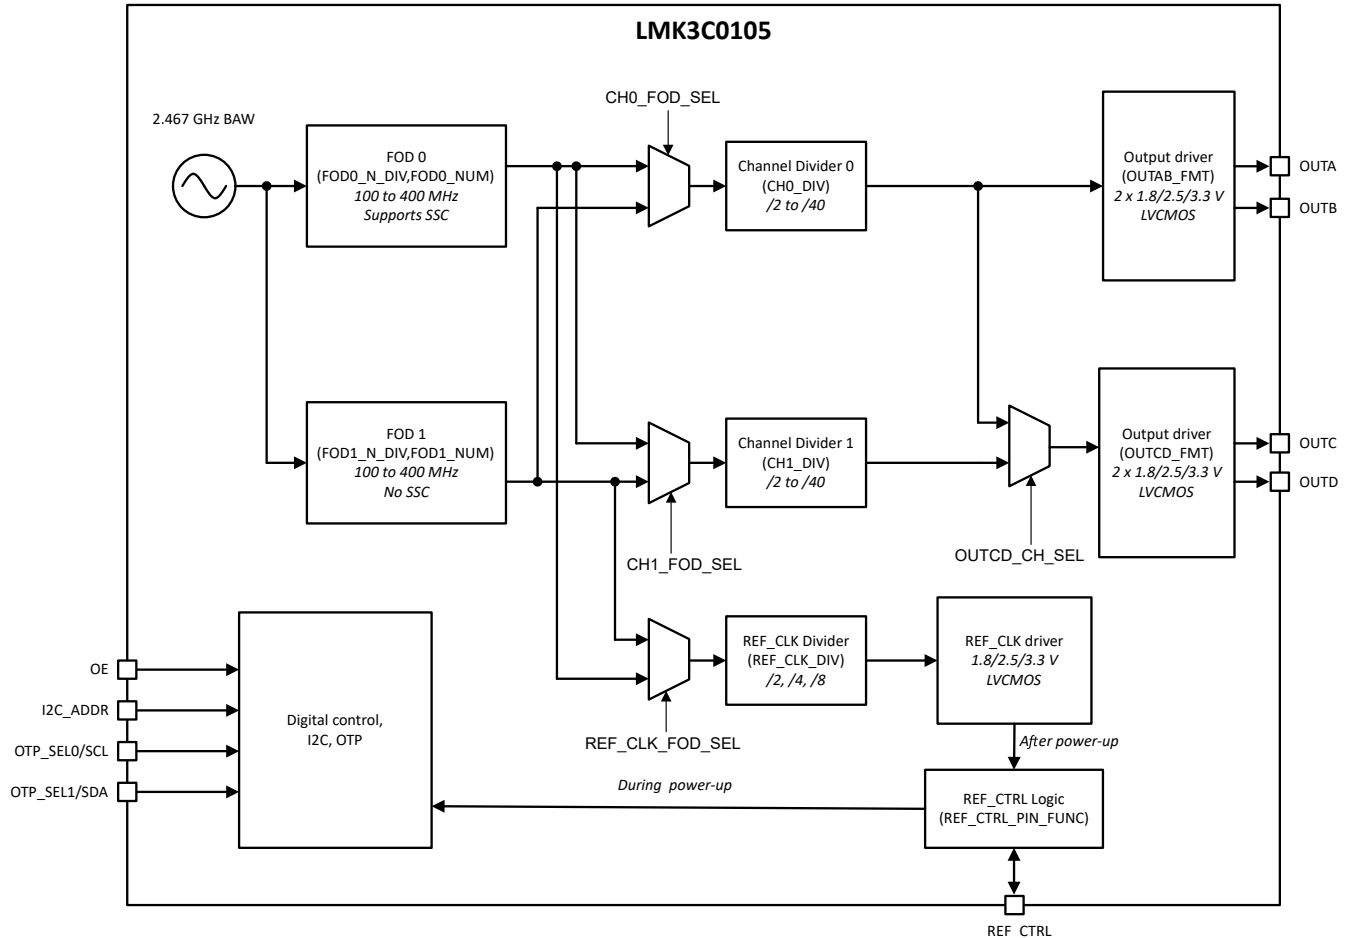 LMK3C0105
2.467 GHz BAW
FOD 0
(FOD0_N_DIV,FOD0_NUM)
100 to 400 MHz
Supports SSC
CH0_FOD_SEL
Channel Divider 0
(CH0_DIV)
/2 to /40
Output driver
(OUTAB_FMT)
2 x 1.8/2.5/3.3 V
LVCMOS
OUTA
OUTB
FOD 1
(FOD1_N_DIV,FOD1_NUM)
100 to 400 MHz
No SSC
CH1_FOD_SEL
Channel Divider 1
(CH1_DIV)
/2 to /40
OUTCD_CH_SEL
Output driver
(OUTCD_FMT)
2 x 1.8/2.5/3.3 V
LVCMOS
OUTC
OUTD
OE
I2C_ADDR
OTP_SEL0/SCL
OTP_SEL1/SDA
Digital control,
I2C, OTP
REF_CLK_FOD_SEL
REF_CLK Divider
(REF_CLK_DIV)
/2, /4, /8
REF_CLK driver
1.8/2.5/3.3 V
LVCMOS
After power-up
During power-up
REF_CTRL Logic
(REF_CTRL_PIN_FUNC)
REF_CTRL